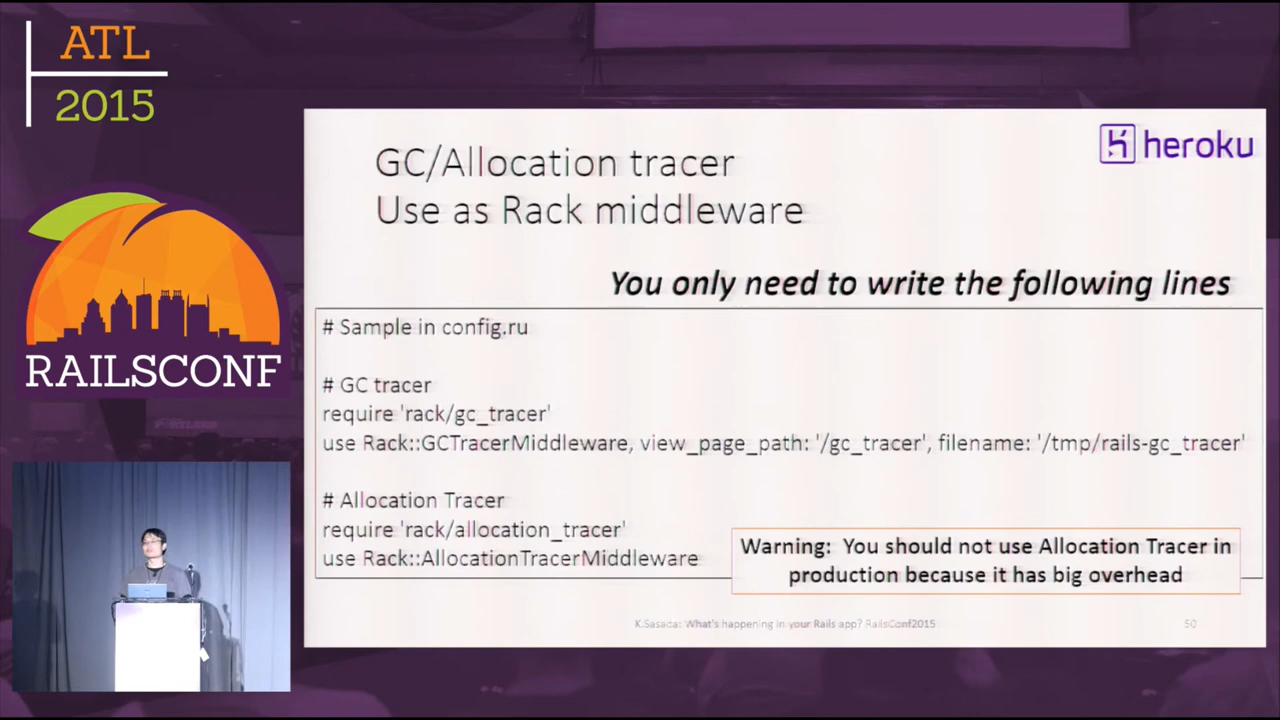 ATL
2015
RAILSCONF
heroku
GC/Allocation tracer
Use as Rack middleware
You only need to write the following lines
# Sample in config.ru
# GC tracer
require 'rack/gc_tracer'
use Rack::GCTracerMiddleware, view_page_path: '/gc_tracer', filename: '/tmp/rails-gc_tracer'
# Allocation Tracer
require 'rack/allocation_tracer'
use Rack::AllocationTracerMiddleware
Warning: You should not use Allocation Tracer in
production because it has big overhead
K.Sasada: What's happening in your Rails app? RailsConf2015
50